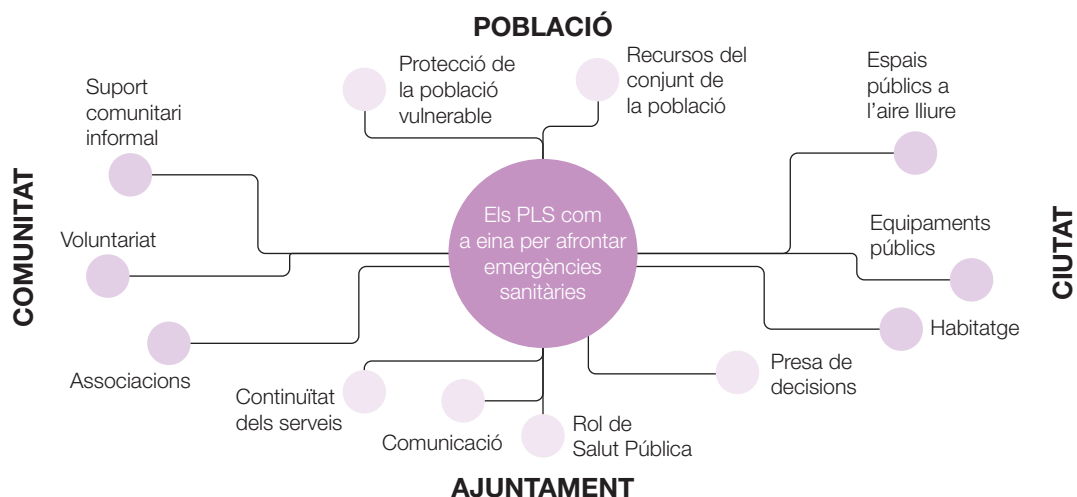 POBLACIÓ
Protecció de
la població
vulnerable
Recursos del
conjunt de
la població
Espais
públics a
l'aire lliure
Suport
comunitari
informal
COMUNITAT
Voluntariat
Els PLS com
a eina per afrontar
emergències
sanitàries
Equipaments
públics
CIUTAT
Habitatge
Associacions
Continuïtat
dels serveis
Comunicació
Rol de
Salut Pública
Presa de
decisions
AJUNTAMENT